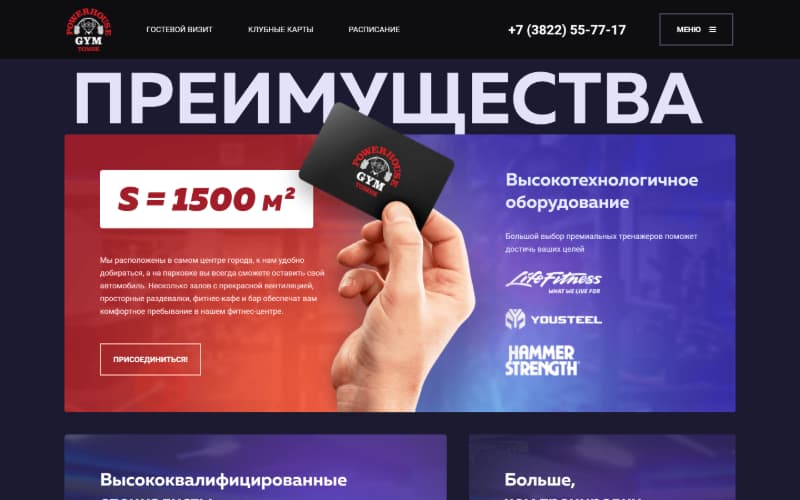 POWERHOUSE
GYM
TOMSK
ГОСТЕВОЙ ВИЗИТ
КЛУБНЫЕ КАРТЫ
РАСПИСАНИЕ
+7 (3822) 55-77-17
МЕНЮ
ПРЕИМУЩЕСТВА
POWERHOUSE
GYM
TOMSK
S = 1500 м²
Мы расположены в самом центре города, к нам удобно
добираться, а на парковке вы всегда сможете оставить свой
автомобиль. Несколько залов с прекрасной вентиляцией,
просторные раздевалки, фитнес-кафе и бар обеспечат вам
комфортное пребывание в нашем фитнес-центре.
ПРИСОЕДИНИТЬСЯ!
Высокотехнологичное
оборудование
Большой выбор премиальных тренажеров поможет
достичь ваших целей
Life Fitness
WHAT WE LIVE FOR
YOUSTEEL
HAMMER
STRENGTH
Высококвалифицированные
Больше,